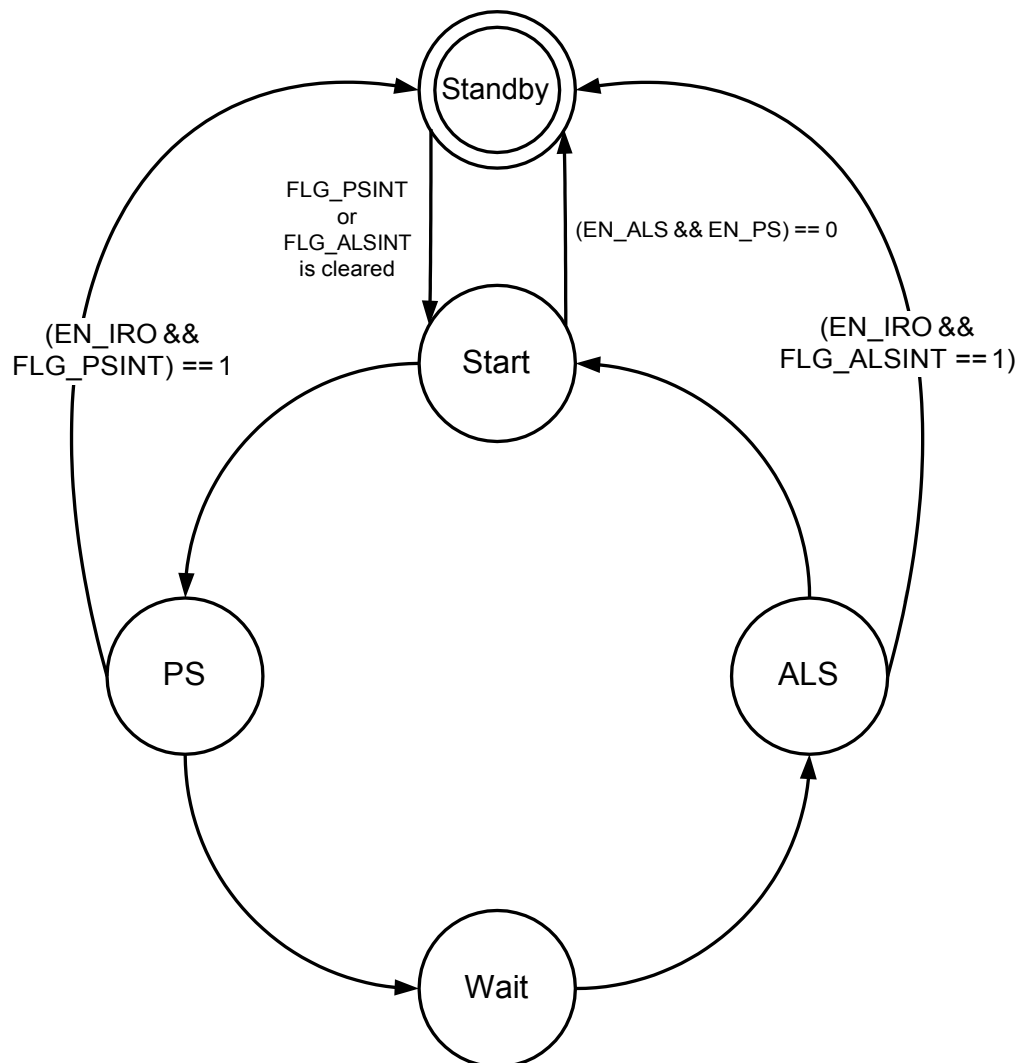 Standby
FLG_PSINT
or
FLG_ALSINT
is cleared
(EN_ALS && EN_PS) == 0
(EN_IRO &&
FLG_PSINT) == 1
Start
(EN_IRO &&
FLG_ALSINT == 1)
PS
ALS
Wait